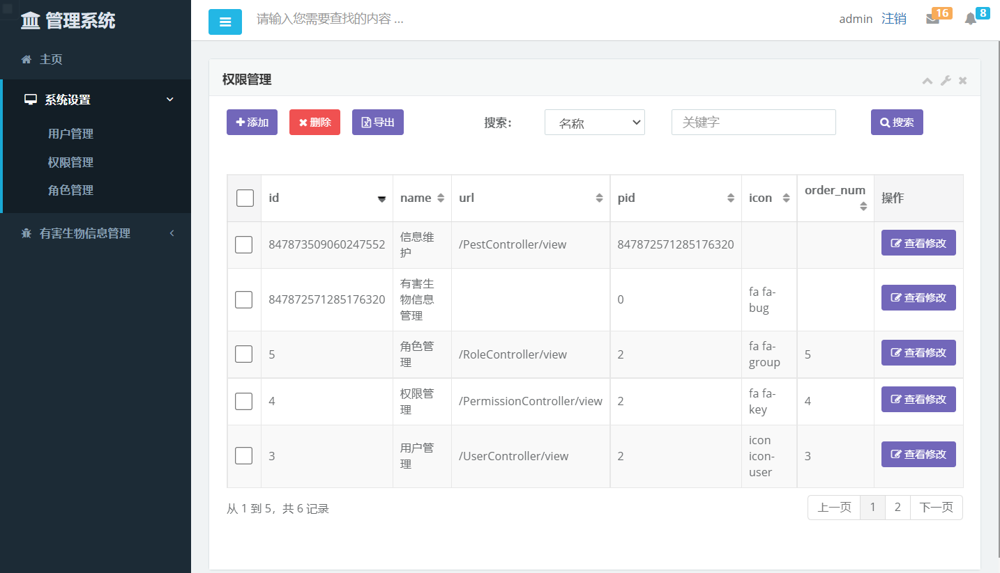 管理系统
请输入您需要查找的内容 ...
admin 注销 16 8
主页
系统设置
用户管理
权限管理
角色管理
有害生物信息管理
权限管理
添加 删除 导出 搜索： 名称 关键字 搜索
id name url pid icon order_num 操作
847873509060247552 信息维 /PestController/view 847872571285176320 查看修改
护
847872571285176320 有害生 0 fa fa- 查看修改
物信息 bug
管理
5 角色管 /RoleController/view 2 fa fa- 5 查看修改
理 group
4 权限管 /PermissionController/view 2 fa fa- 4 查看修改
理 key
3 用户管 /UserController/view 2 icon 3 查看修改
理 icon-
user
从 1 到 5，共 6 记录
上一页 1 2 下一页